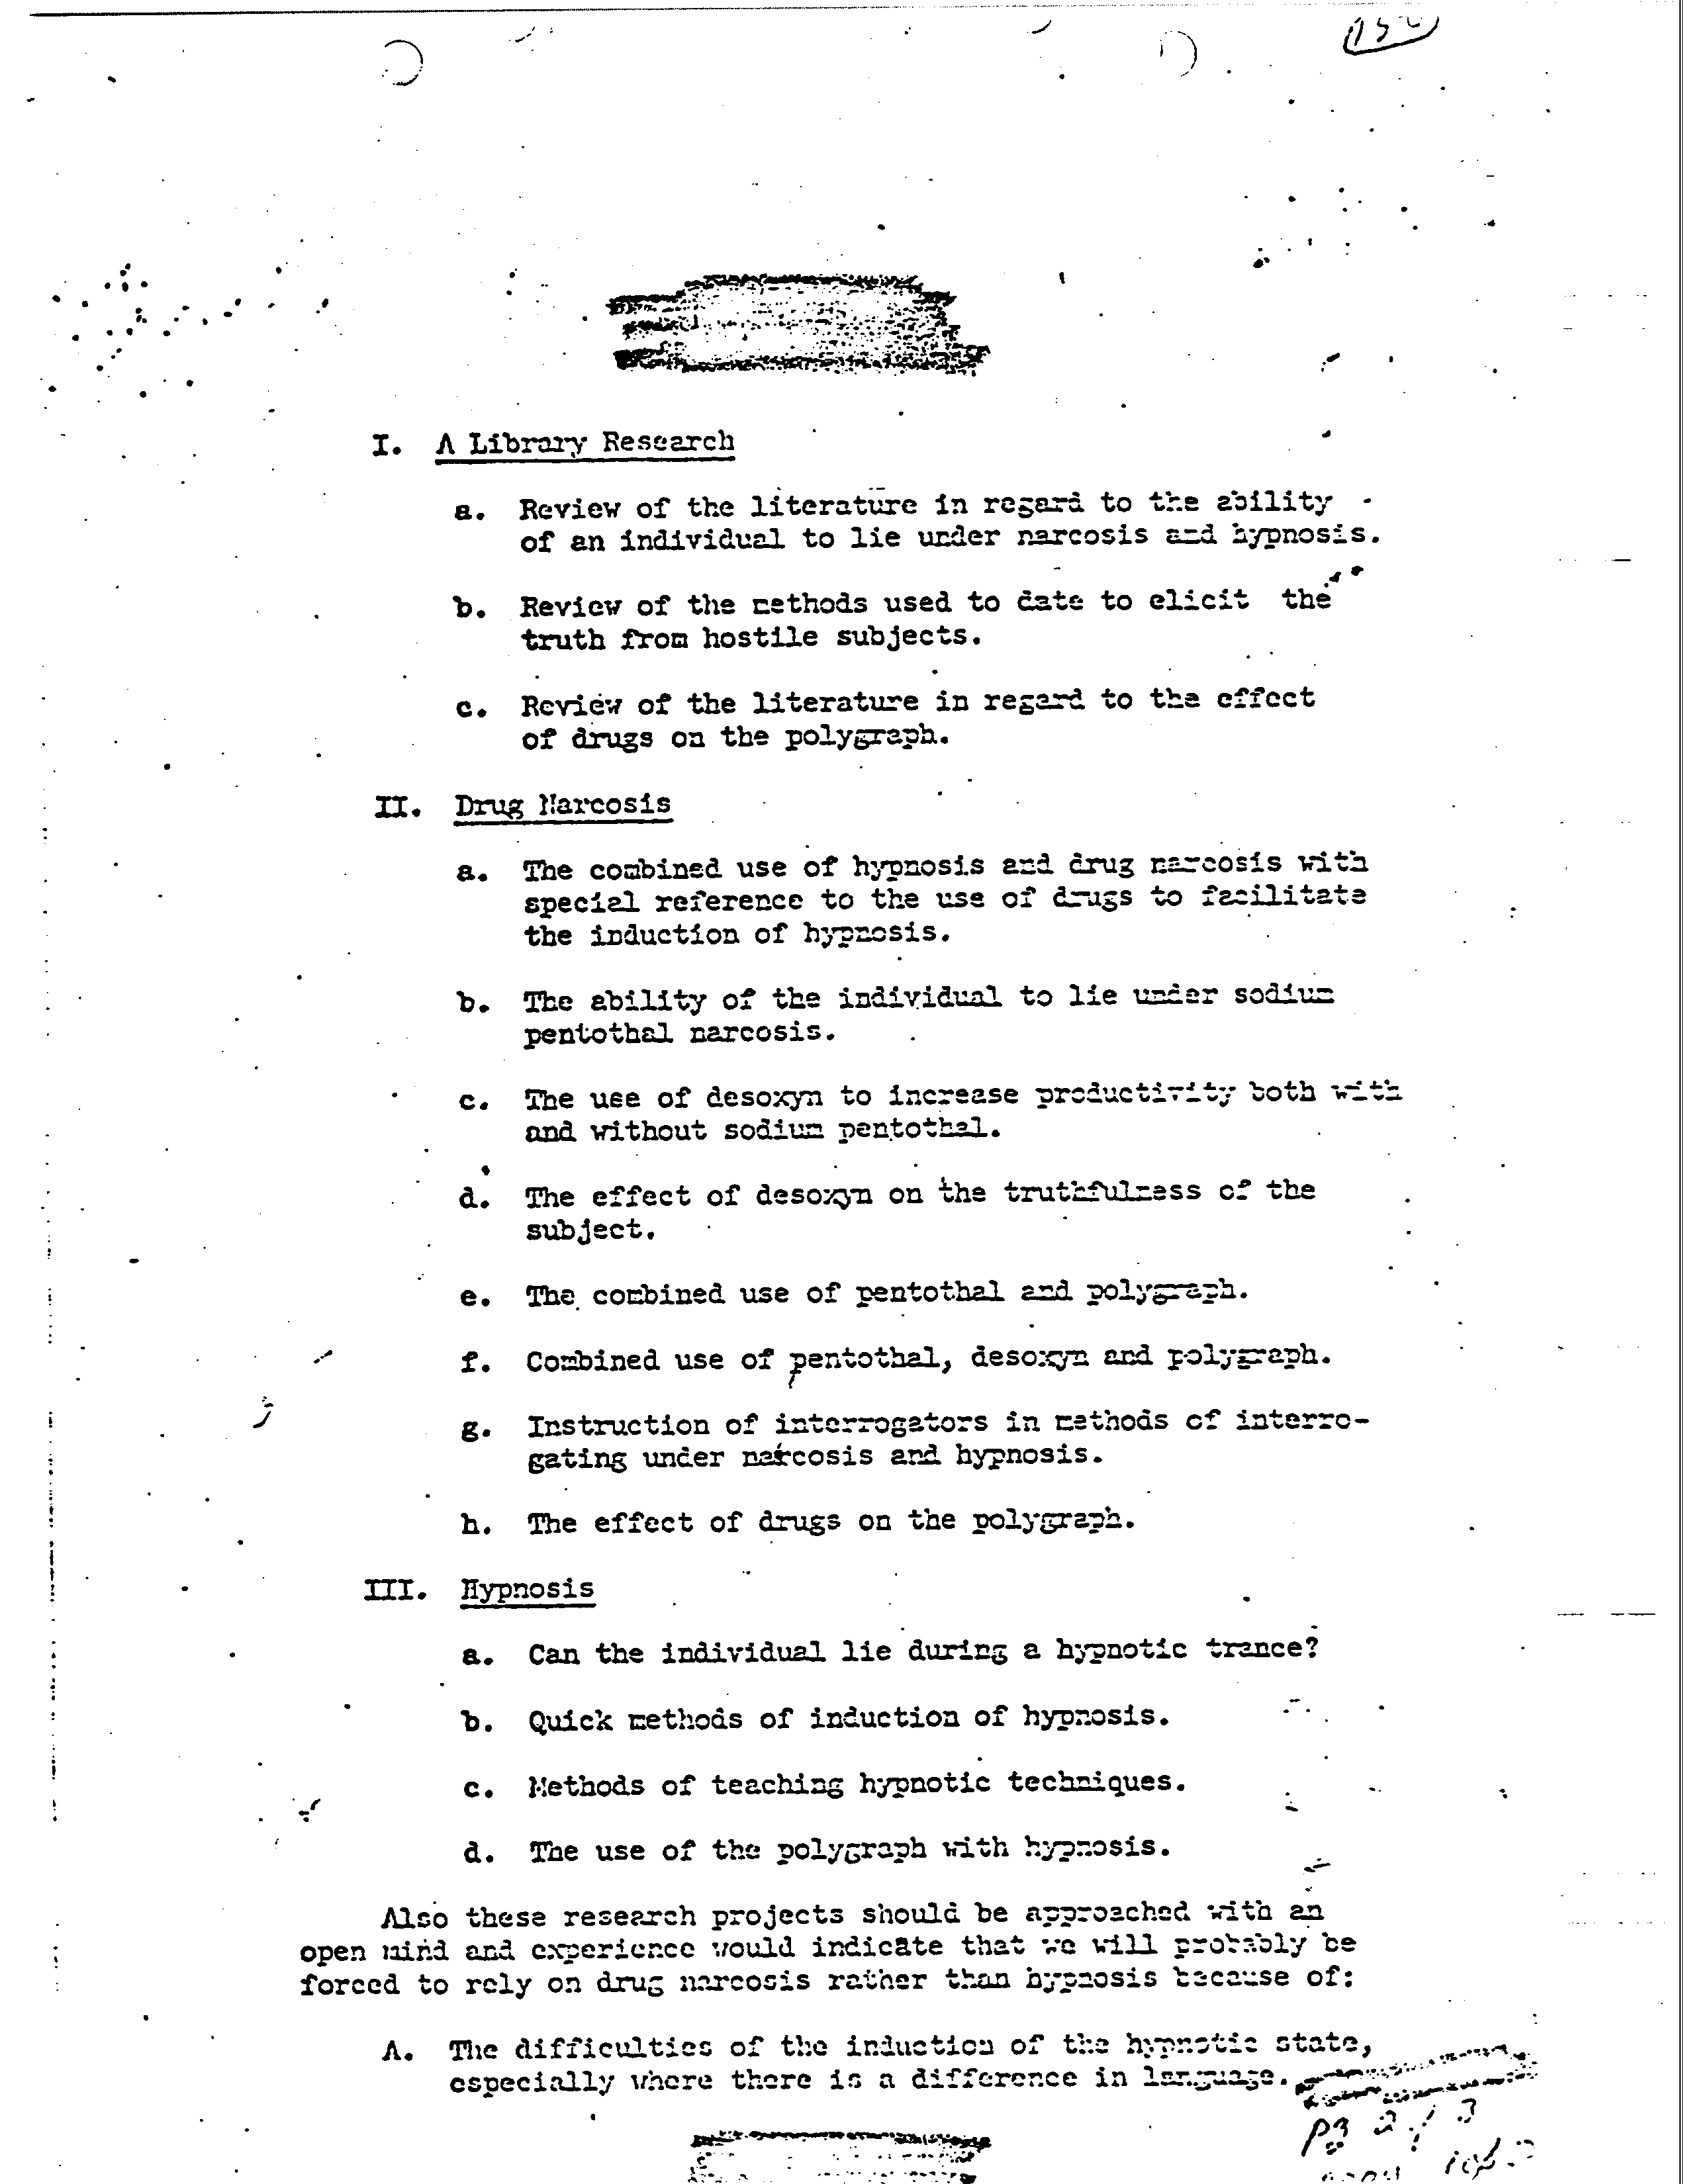 I. A Library Research
a. Review of the literature in regard to the ability
of an individual to lie under narcosis and hypnosis.
b. Review of the methods used to date to elicit the
truth from hostile subjects.
c. Review of the literature in regard to the effect
of drugs on the polygraph.
II. Drug Narcosis
a. The combined use of hypnosis and drug narcosis with
special reference to the use of drugs to facilitate
the induction of hypnosis.
b. The ability of the individual to lie under sodium
pentothal narcosis.
c. The use of desoxyn to increase productivity both with
and without sodium pentothal.
d. The effect of desoxyn on the truthfulness of the
subject.
e. The combined use of pentothal and polygraph.
f. Combined use of pentothal, desoxyn and polygraph.
g. Instruction of interrogators in methods of interro-
gating under narcosis and hypnosis.
h. The effect of drugs on the polygraph.
III. Hypnosis
a. Can the individual lie during a hypnotic trance?
b. Quick methods of induction of hypnosis.
c. Methods of teaching hypnotic techniques.
d. The use of the polygraph with hypnosis.
Also these research projects should be approached with an
open mind and experience would indicate that we will probably be
forced to rely on drug narcosis rather than hypnosis because of:
A. The difficulties of the induction of the hypnotic state,
especially where there is a difference in language.